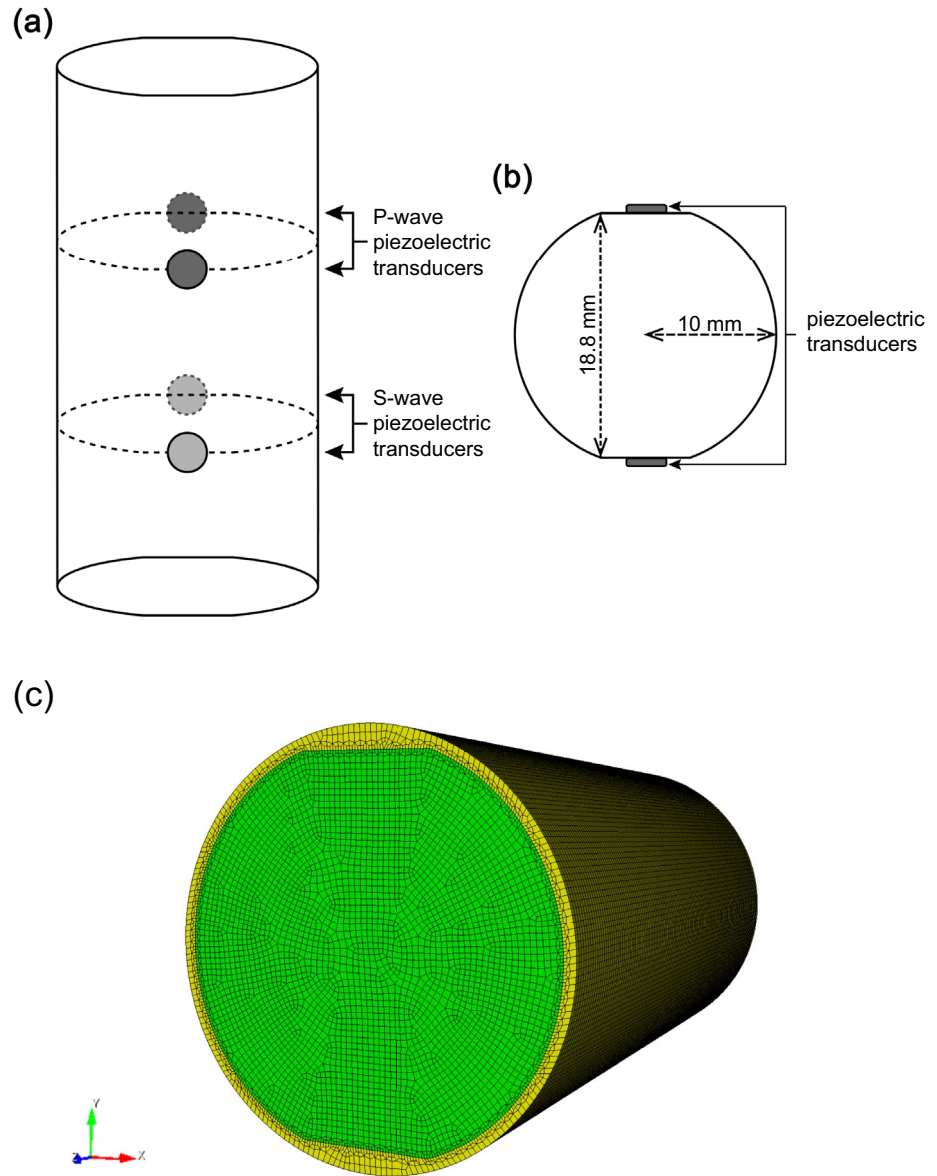 (a)
P-wave
piezoelectric
transducers
S-wave
piezoelectric
transducers
(b)
18.8 mm
10 mm
piezoelectric
transducers
(c)
Y
Z
X